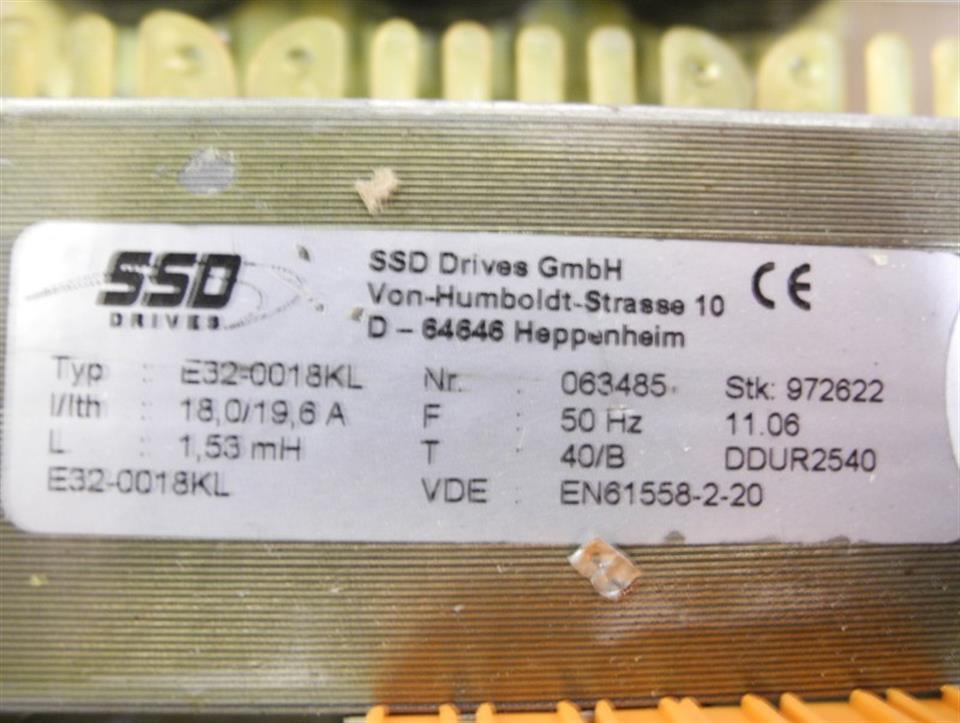 SSD
DRIVES
SSD Drives GmbH
Von-Humboldt-Strasse 10
D - 64646 Heppenheim
CE
Typ : E32-0018KL Nr. : 063485 Stk: 972622
I/Ith : 18,0/19,6 A F : 50 Hz 11.06
L : 1,53 mH T : 40/B DDUR2540
E32-0018KL VDE : EN61558-2-20